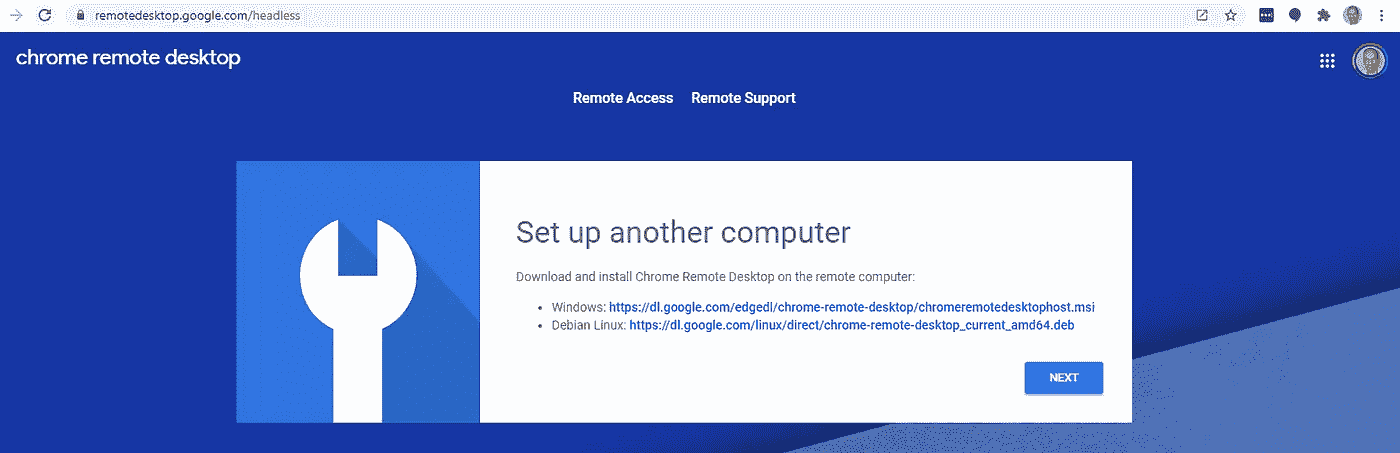 remotedesktop.google.com/headless
chrome remote desktop
Remote Access Remote Support
Set up another computer
Download and install Chrome Remote Desktop on the remote computer:
• Windows: https://dl.google.com/edgedl/chrome-remote-desktop/chromeremotedesktophost.msi
• Debian Linux: https://dl.google.com/linux/direct/chrome-remote-desktop_current_amd64.deb
NEXT